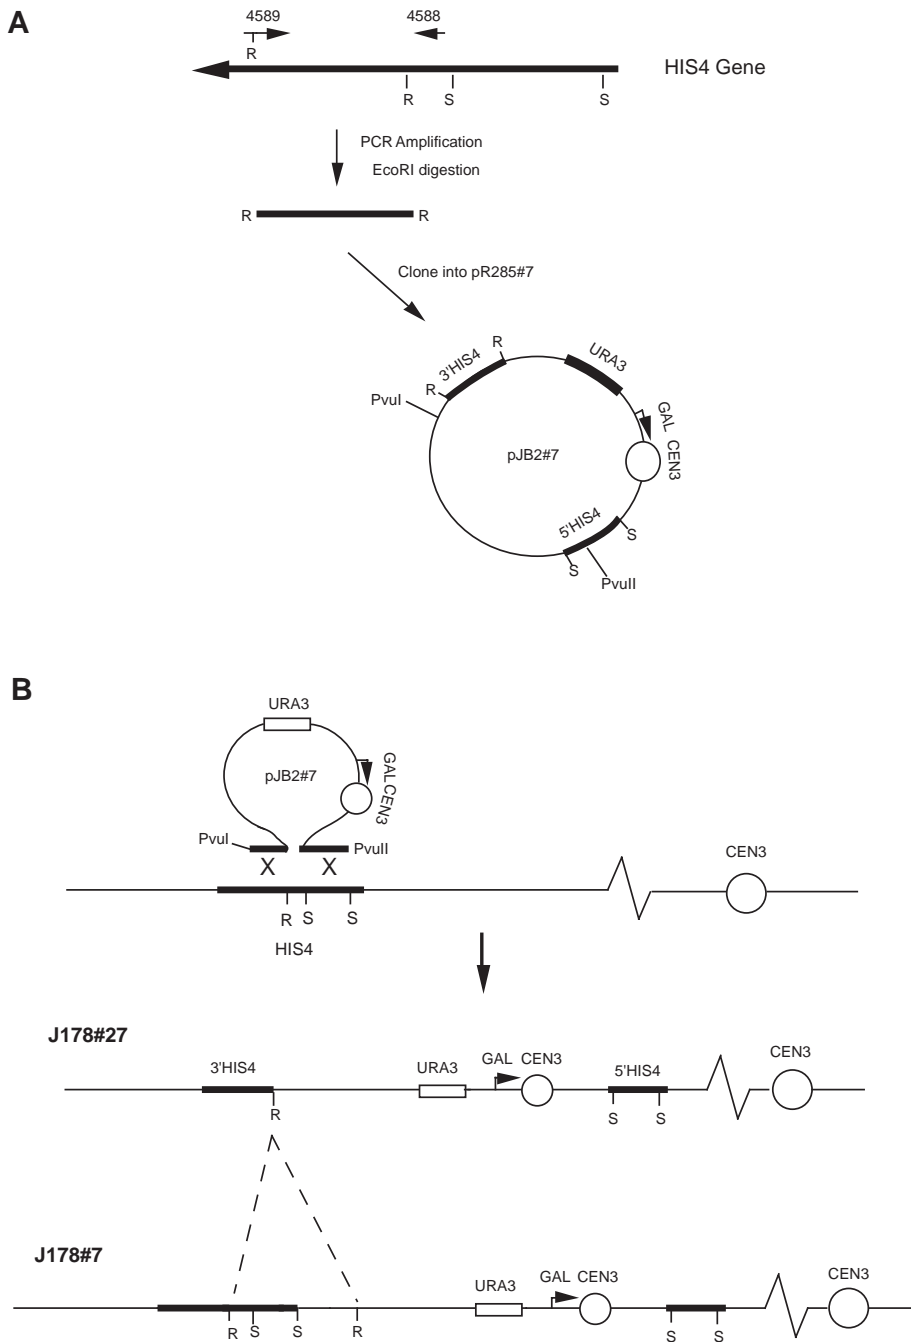 A
4589
4588
R
HIS4 Gene
R
S
S
PCR Amplification
EcoRI digestion
R
R
Clone into pR285#7
R
3'HIS4
URA3
R
PvuI
GAL
CEN3
pJB2#7
5'HIS4
S
S
PvuII
B
URA3
pJB2#7
GAL
CEN3
PvuI
PvuII
X
X
CEN3
R
S
S
HIS4
J178#27
3'HIS4
URA3
GAL
CEN3
5'HIS4
CEN3
R
S
S
J178#7
URA3
GAL
CEN3
CEN3
R
S
S
R
S
S